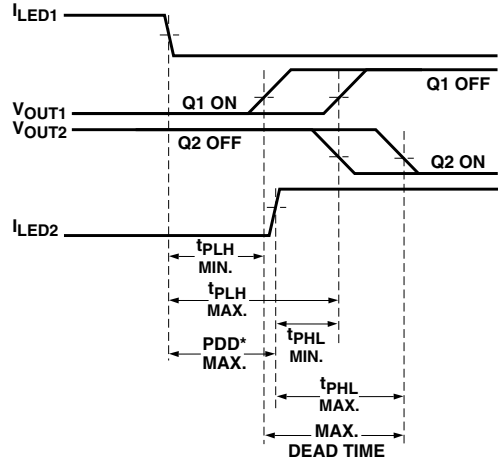 ILED1
Q1 OFF
VOUT1
Q1 ON
VOUT2
Q2 OFF
Q2 ON
ILED2
tPLH
MIN.
tPLH
MAX.
tPHL
MIN.
PDD*
MAX.
tPHL
MAX.
MAX.
DEAD TIME